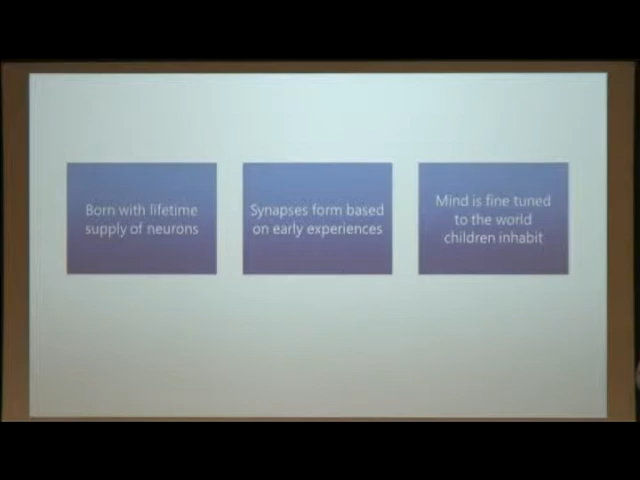 Born with lifetime
supply of neurons
Synapses form based
on early experiences
Mind is fine tuned
to the world
children inhabit